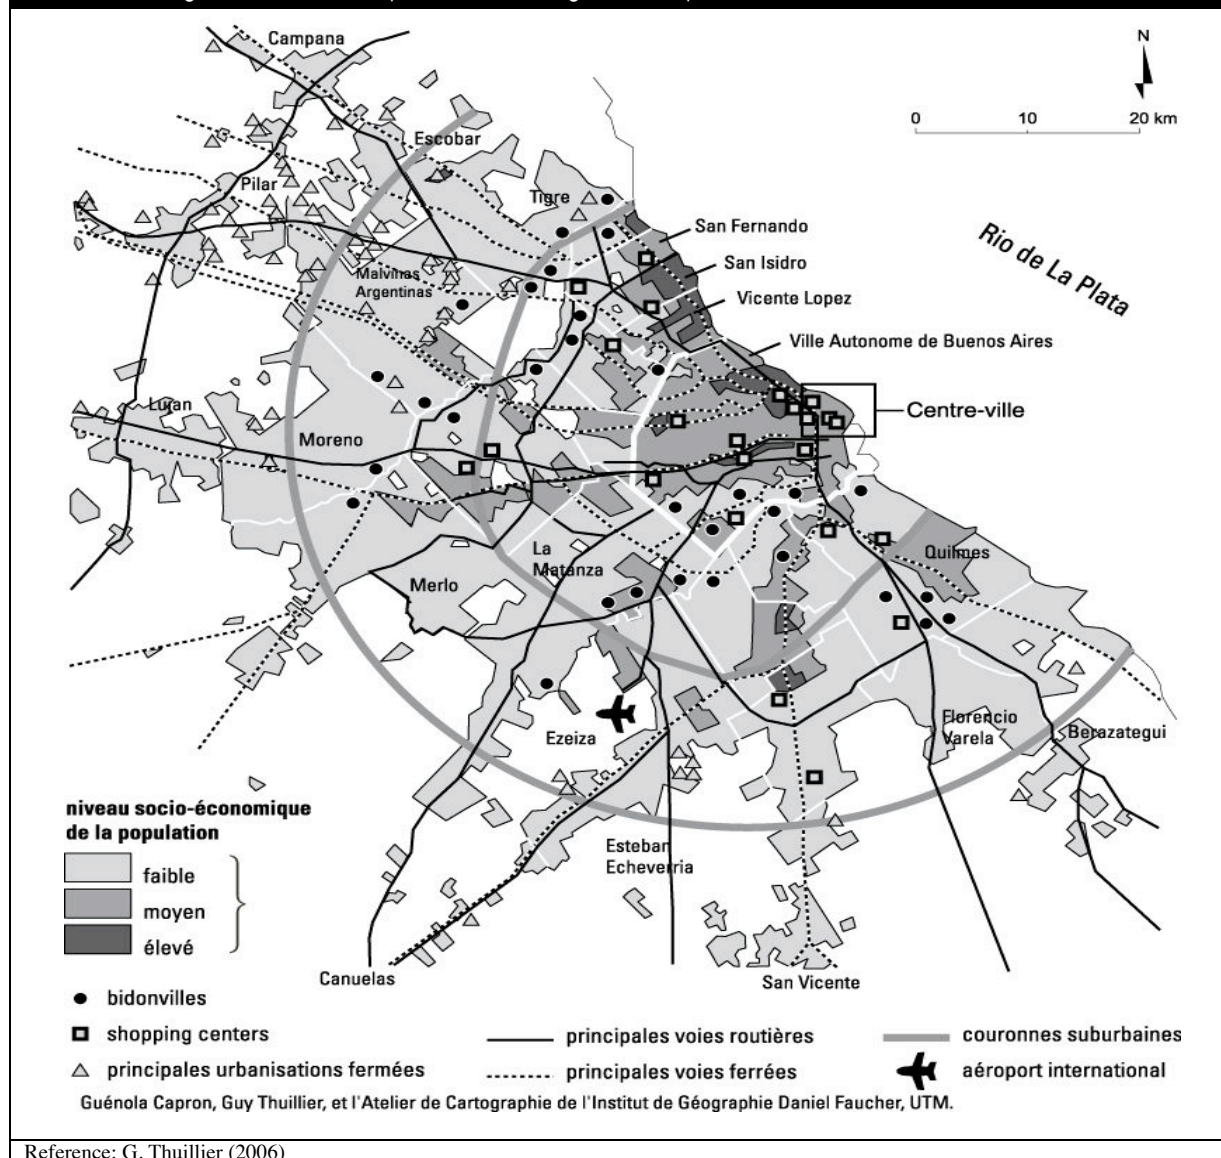 Campana
N
Escobar
0 10 20 km
Pilar
Tigre
San Fernando
Rio de La Plata
San Isidro
Malvinas
Argentinas
Vicente Lopez
Ville Autonome de Buenos Aires
Lujan
Centre-ville
Moreno
La
Matanza
Quilmes
Merlo
Ezeiza
Florencio
Varela
Berazategui
niveau socio-économique
de la population
faible
moyen
élevé
Esteban
Echeverria
Canuelas
San Vicente
bidonvilles
shopping centers
principales urbanisations fermées
principales voies routières
principales voies ferrées
couronnes suburbaines
aéroport international
Guénola Capron, Guy Thuillier, et l'Atelier de Cartographie de l'Institut de Géographie Daniel Faucher, UTM.
Reference: G. Thuillier (2006)